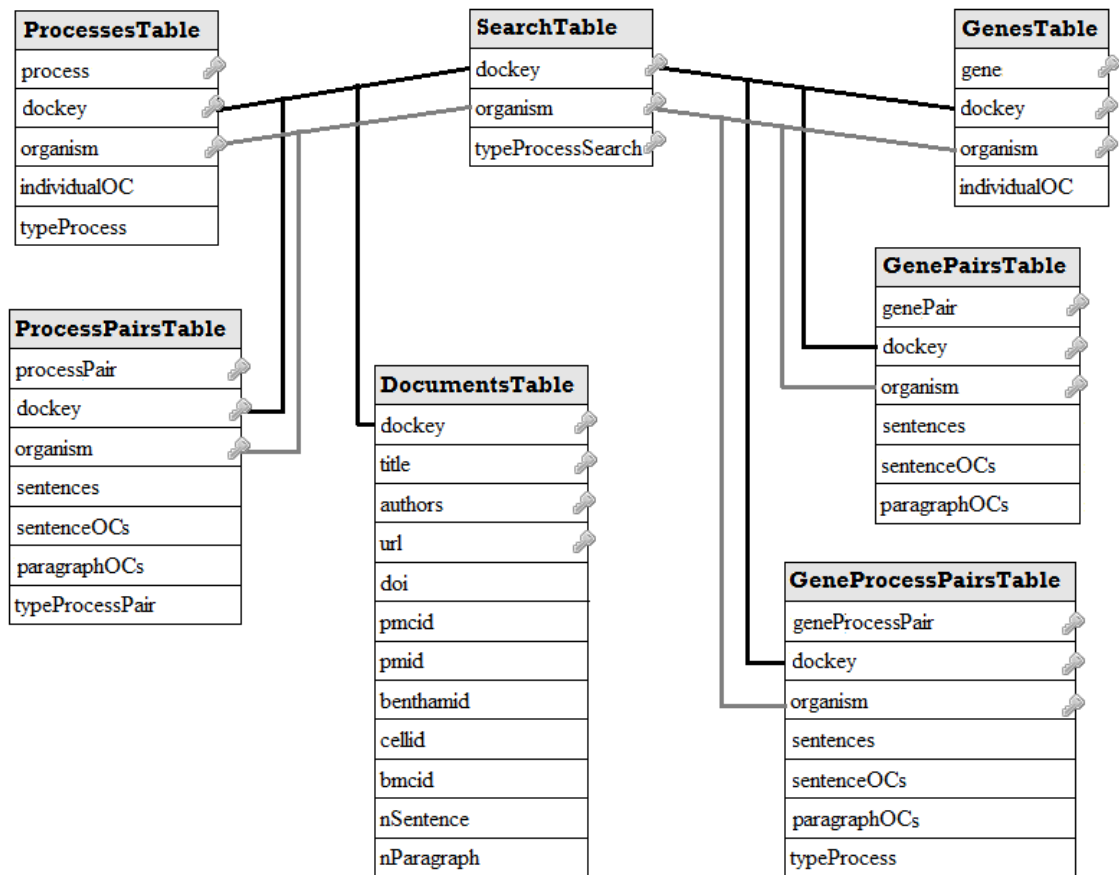 ProcessesTable
process
dockey
organism
individualOC
typeProcess
SearchTable
dockey
organism
typeProcessSearch
GenesTable
gene
dockey
organism
individualOC
ProcessPairsTable
processPair
dockey
organism
sentences
sentenceOCs
paragraphOCs
typeProcessPair
DocumentsTable
dockey
title
authors
url
doi
pmcid
pmid
benthamid
cellid
bmcid
nSentence
nParagraph
GenePairsTable
genePair
dockey
organism
sentences
sentenceOCs
paragraphOCs
GeneProcessPairsTable
geneProcessPair
dockey
organism
sentences
sentenceOCs
paragraphOCs
typeProcess